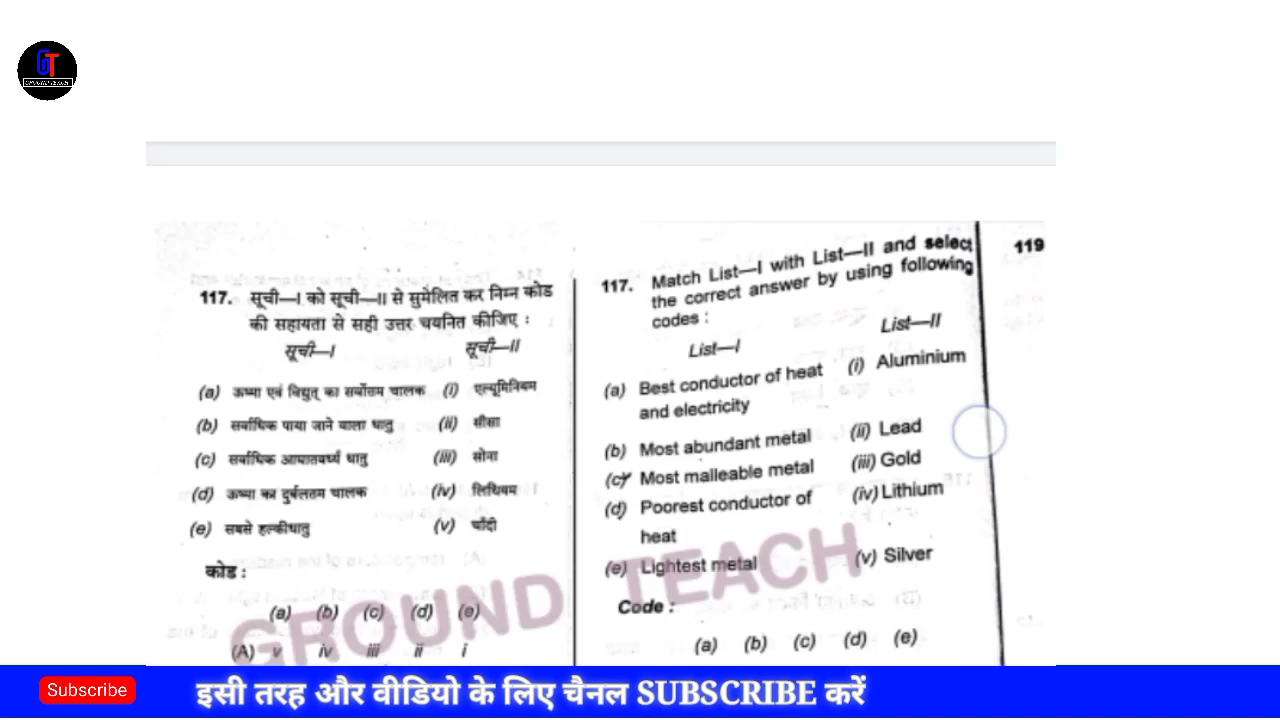 GT
117. सूची—I को सूची—II से सुमेलित कर निम्न कोड
की सहायता से सही उत्तर चयनित कीजिए :
सूची—I सूची—II
(a) ऊष्मा एवं विद्युत् का सर्वोत्तम चालक (i) एल्यूमिनियम
(b) सर्वाधिक पाया जाने वाला धातु (ii) सीसा
(c) सर्वाधिक आघातवर्ध्य धातु (iii) सोना
(d) ऊष्मा का दुर्बलतम चालक (iv) लिथियम
(e) सबसे हल्की धातु (v) चाँदी
कोड :
(a) (b) (c) (d) (e)
(A) v iv iii ii i
117. Match List—I with List—II and select
the correct answer by using following
codes :
List—I List—II
(a) Best conductor of heat (i) Aluminium
and electricity
(b) Most abundant metal (ii) Lead
(c) Most malleable metal (iii) Gold
(d) Poorest conductor of (iv) Lithium
heat
(e) Lightest metal (v) Silver
Code :
(a) (b) (c) (d) (e)
119
GROUND TEACH
Subscribe
इसी तरह और वीडियो के लिए चैनल SUBSCRIBE करें